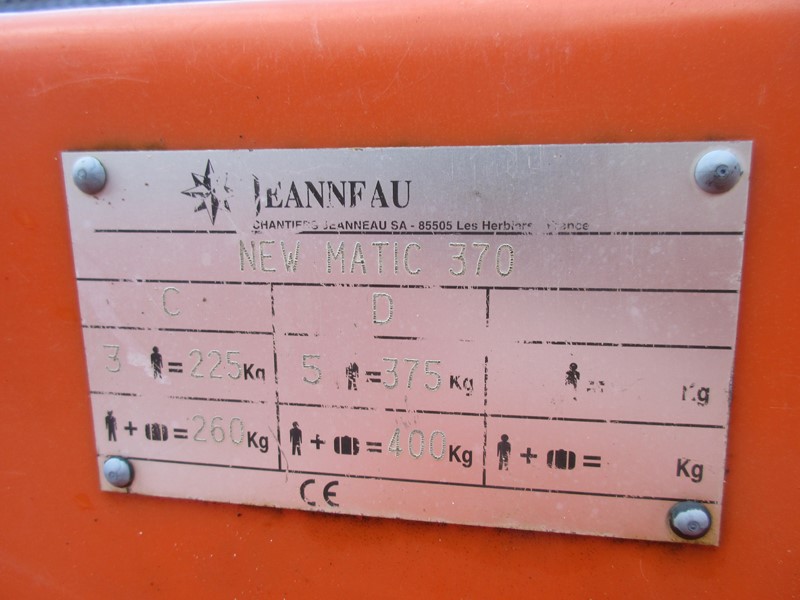 JEANNEAU
CHANTIERS JEANNEAU SA - 85505 Les Herbiers France
NEW MATIC 370
C D
3 = 225 Kg 5 = 375 Kg = Kg
+ = 260 Kg + = 400 Kg + = Kg
CE